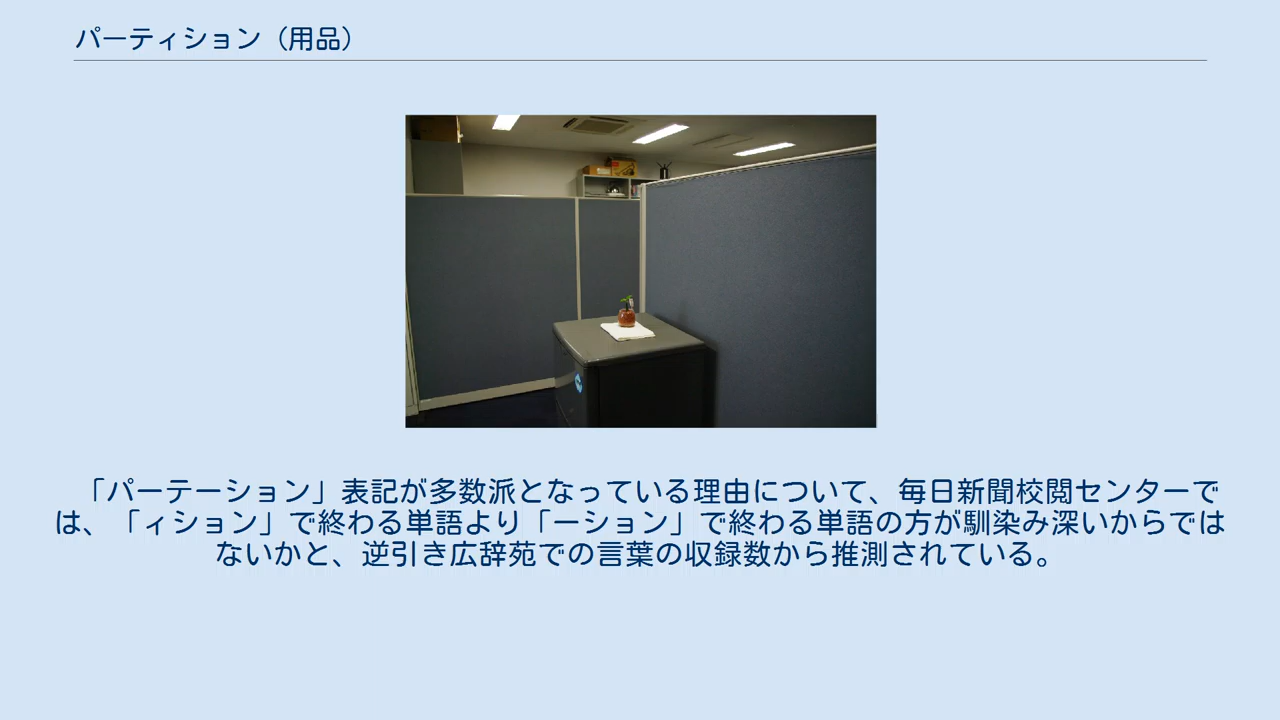 パーティション（用品）
「パーテーション」表記が多数派となっている理由について、毎日新聞校閲センターで
は、「ィション」で終わる単語より「ーション」で終わる単語の方が馴染み深いからでは
ないかと、逆引き広辞苑での言葉の収録数から推測されている。